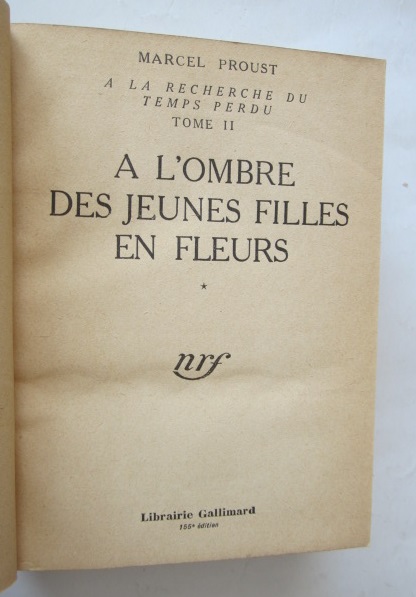 MARCEL PROUST
A LA RECHERCHE DU
TEMPS PERDU
TOME II
A L'OMBRE
DES JEUNES FILLES
EN FLEURS
*
nrf
Librairie Gallimard
155e édition